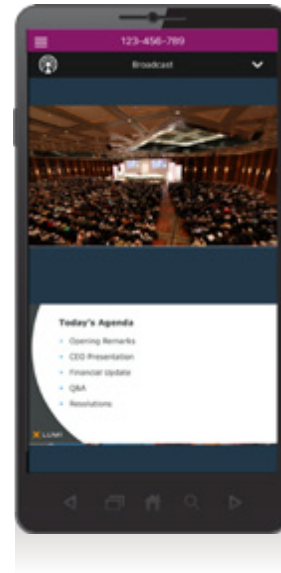 123-456-789
Broadcast
Today's Agenda
Opening Remarks
CEO Presentation
Financial Update
Q&A
Resolutions
LUMI